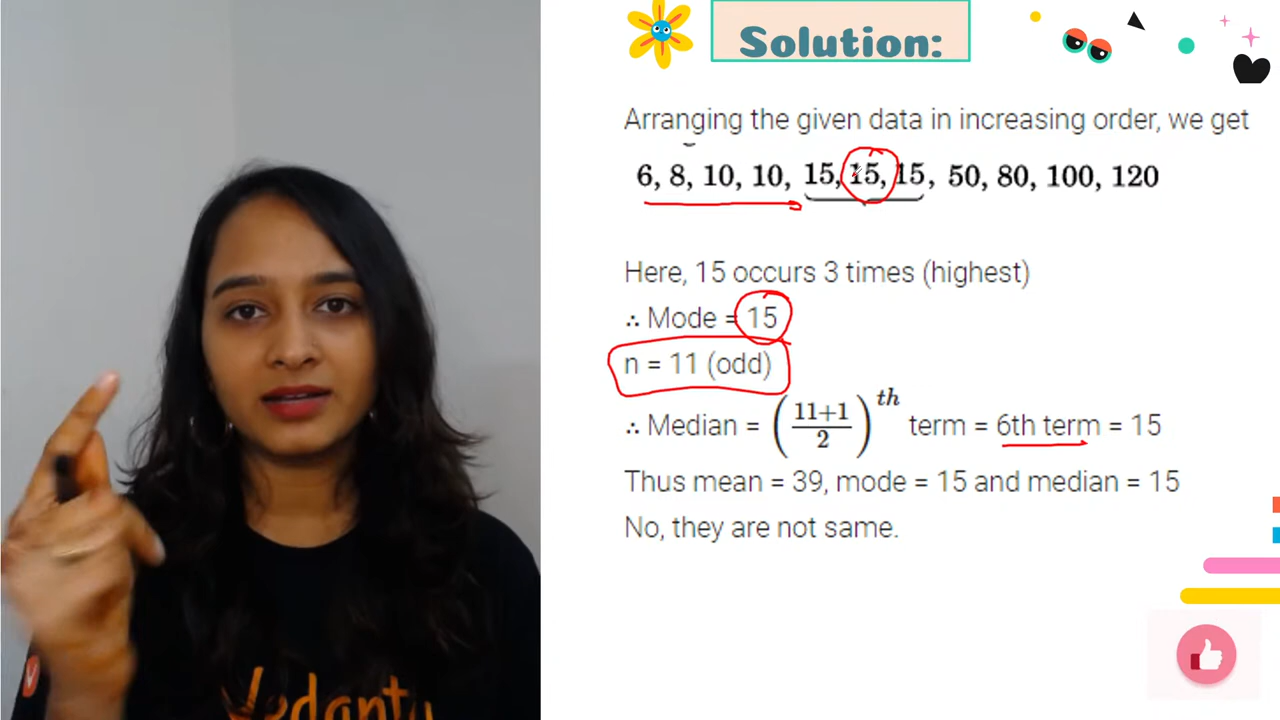 Solution:
Arranging the given data in increasing order, we get
6, 8, 10, 10, 15, 15, 15, 50, 80, 100, 120
Here, 15 occurs 3 times (highest)
∴ Mode = 15
n = 11 (odd)
∴ Median = (11+1/2)^th term = 6th term = 15
Thus mean = 39, mode = 15 and median = 15
No, they are not same.
Vedantu